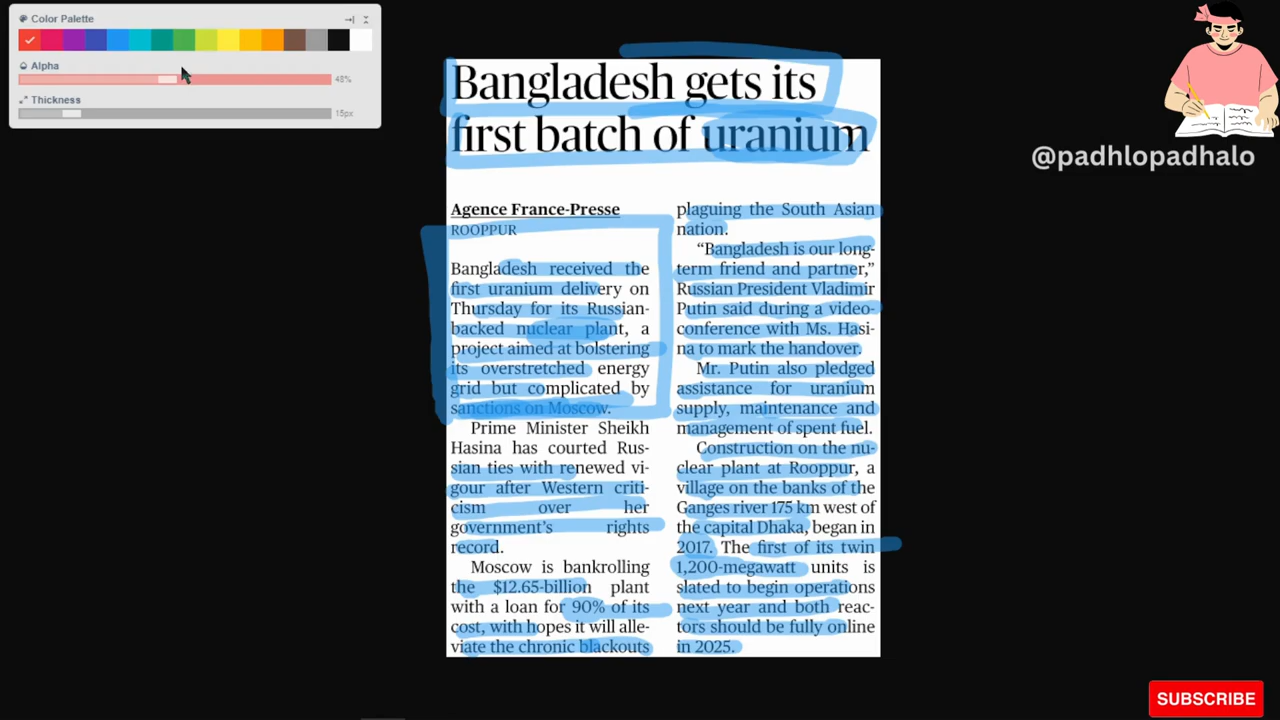 Color Palette
Alpha
48%
Thickness
15px
Bangladesh gets its
first batch of uranium
Agence France-Presse
ROOPPUR
Bangladesh received the
first uranium delivery on
Thursday for its Russian-
backed nuclear plant, a
project aimed at bolstering
its overstretched energy
grid but complicated by
sanctions on Moscow.
Prime Minister Sheikh
Hasina has courted Rus-
sian ties with renewed vi-
gour after Western criti-
cism over her
government's rights
record.
Moscow is bankrolling
the $12.65-billion plant
with a loan for 90% of its
cost, with hopes it will alle-
viate the chronic blackouts
plaguing the South Asian
nation.
“Bangladesh is our long-
term friend and partner,”
Russian President Vladimir
Putin said during a video-
conference with Ms. Hasi-
na to mark the handover.
Mr. Putin also pledged
assistance for uranium
supply, maintenance and
management of spent fuel.
Construction on the nu-
clear plant at Rooppur, a
village on the banks of the
Ganges river 175 km west of
the capital Dhaka, began in
2017. The first of its twin
1,200-megawatt units is
slated to begin operations
next year and both reac-
tors should be fully online
in 2025.
@padhlopadhalo
SUBSCRIBE